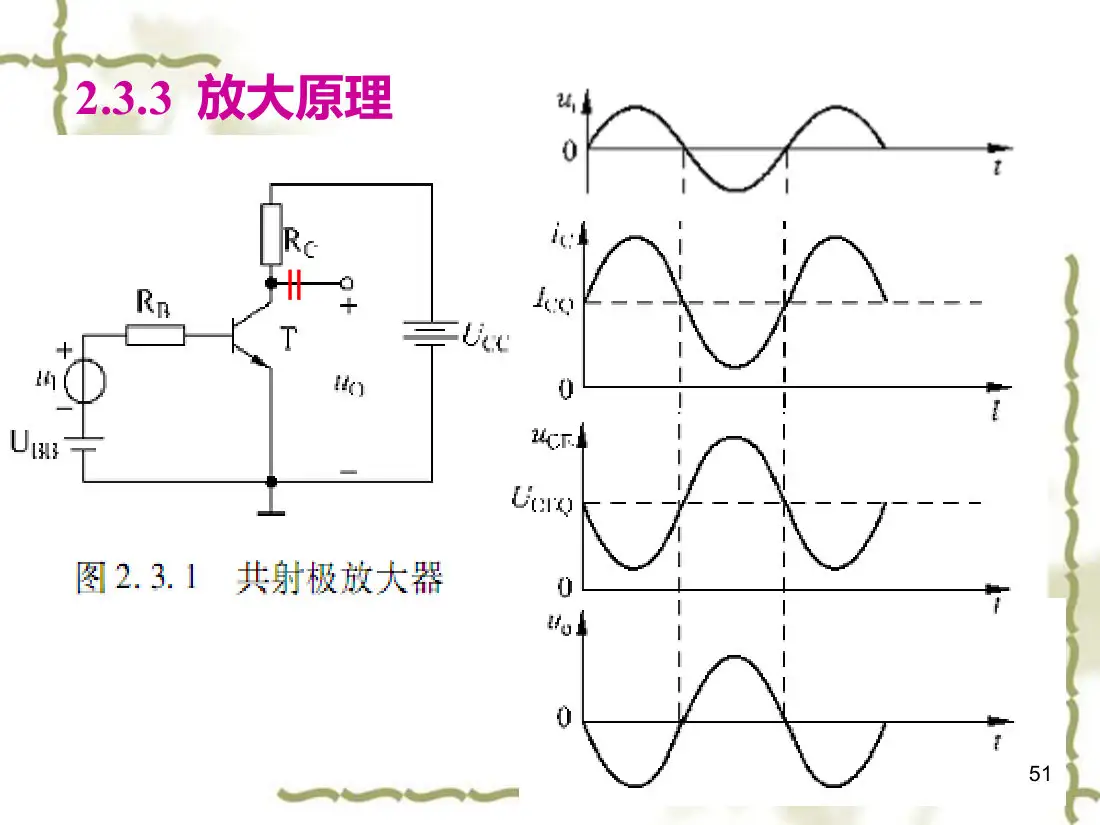 2.3.3 放大原理
R_C
+
R_B
T
+
u_I
−
U_BB
u_O
U_CC
−
图 2.3.1 共射极放大器
u_I
0
t
i_C
I_CQ
0
t
u_CE
U_CEQ
0
t
u_o
0
t
51